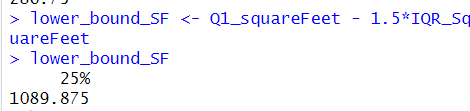 > lower_bound_SF <- Q1_squareFeet - 1.5*IQR_Sq
uareFeet
> lower_bound_SF
25%
1089.875